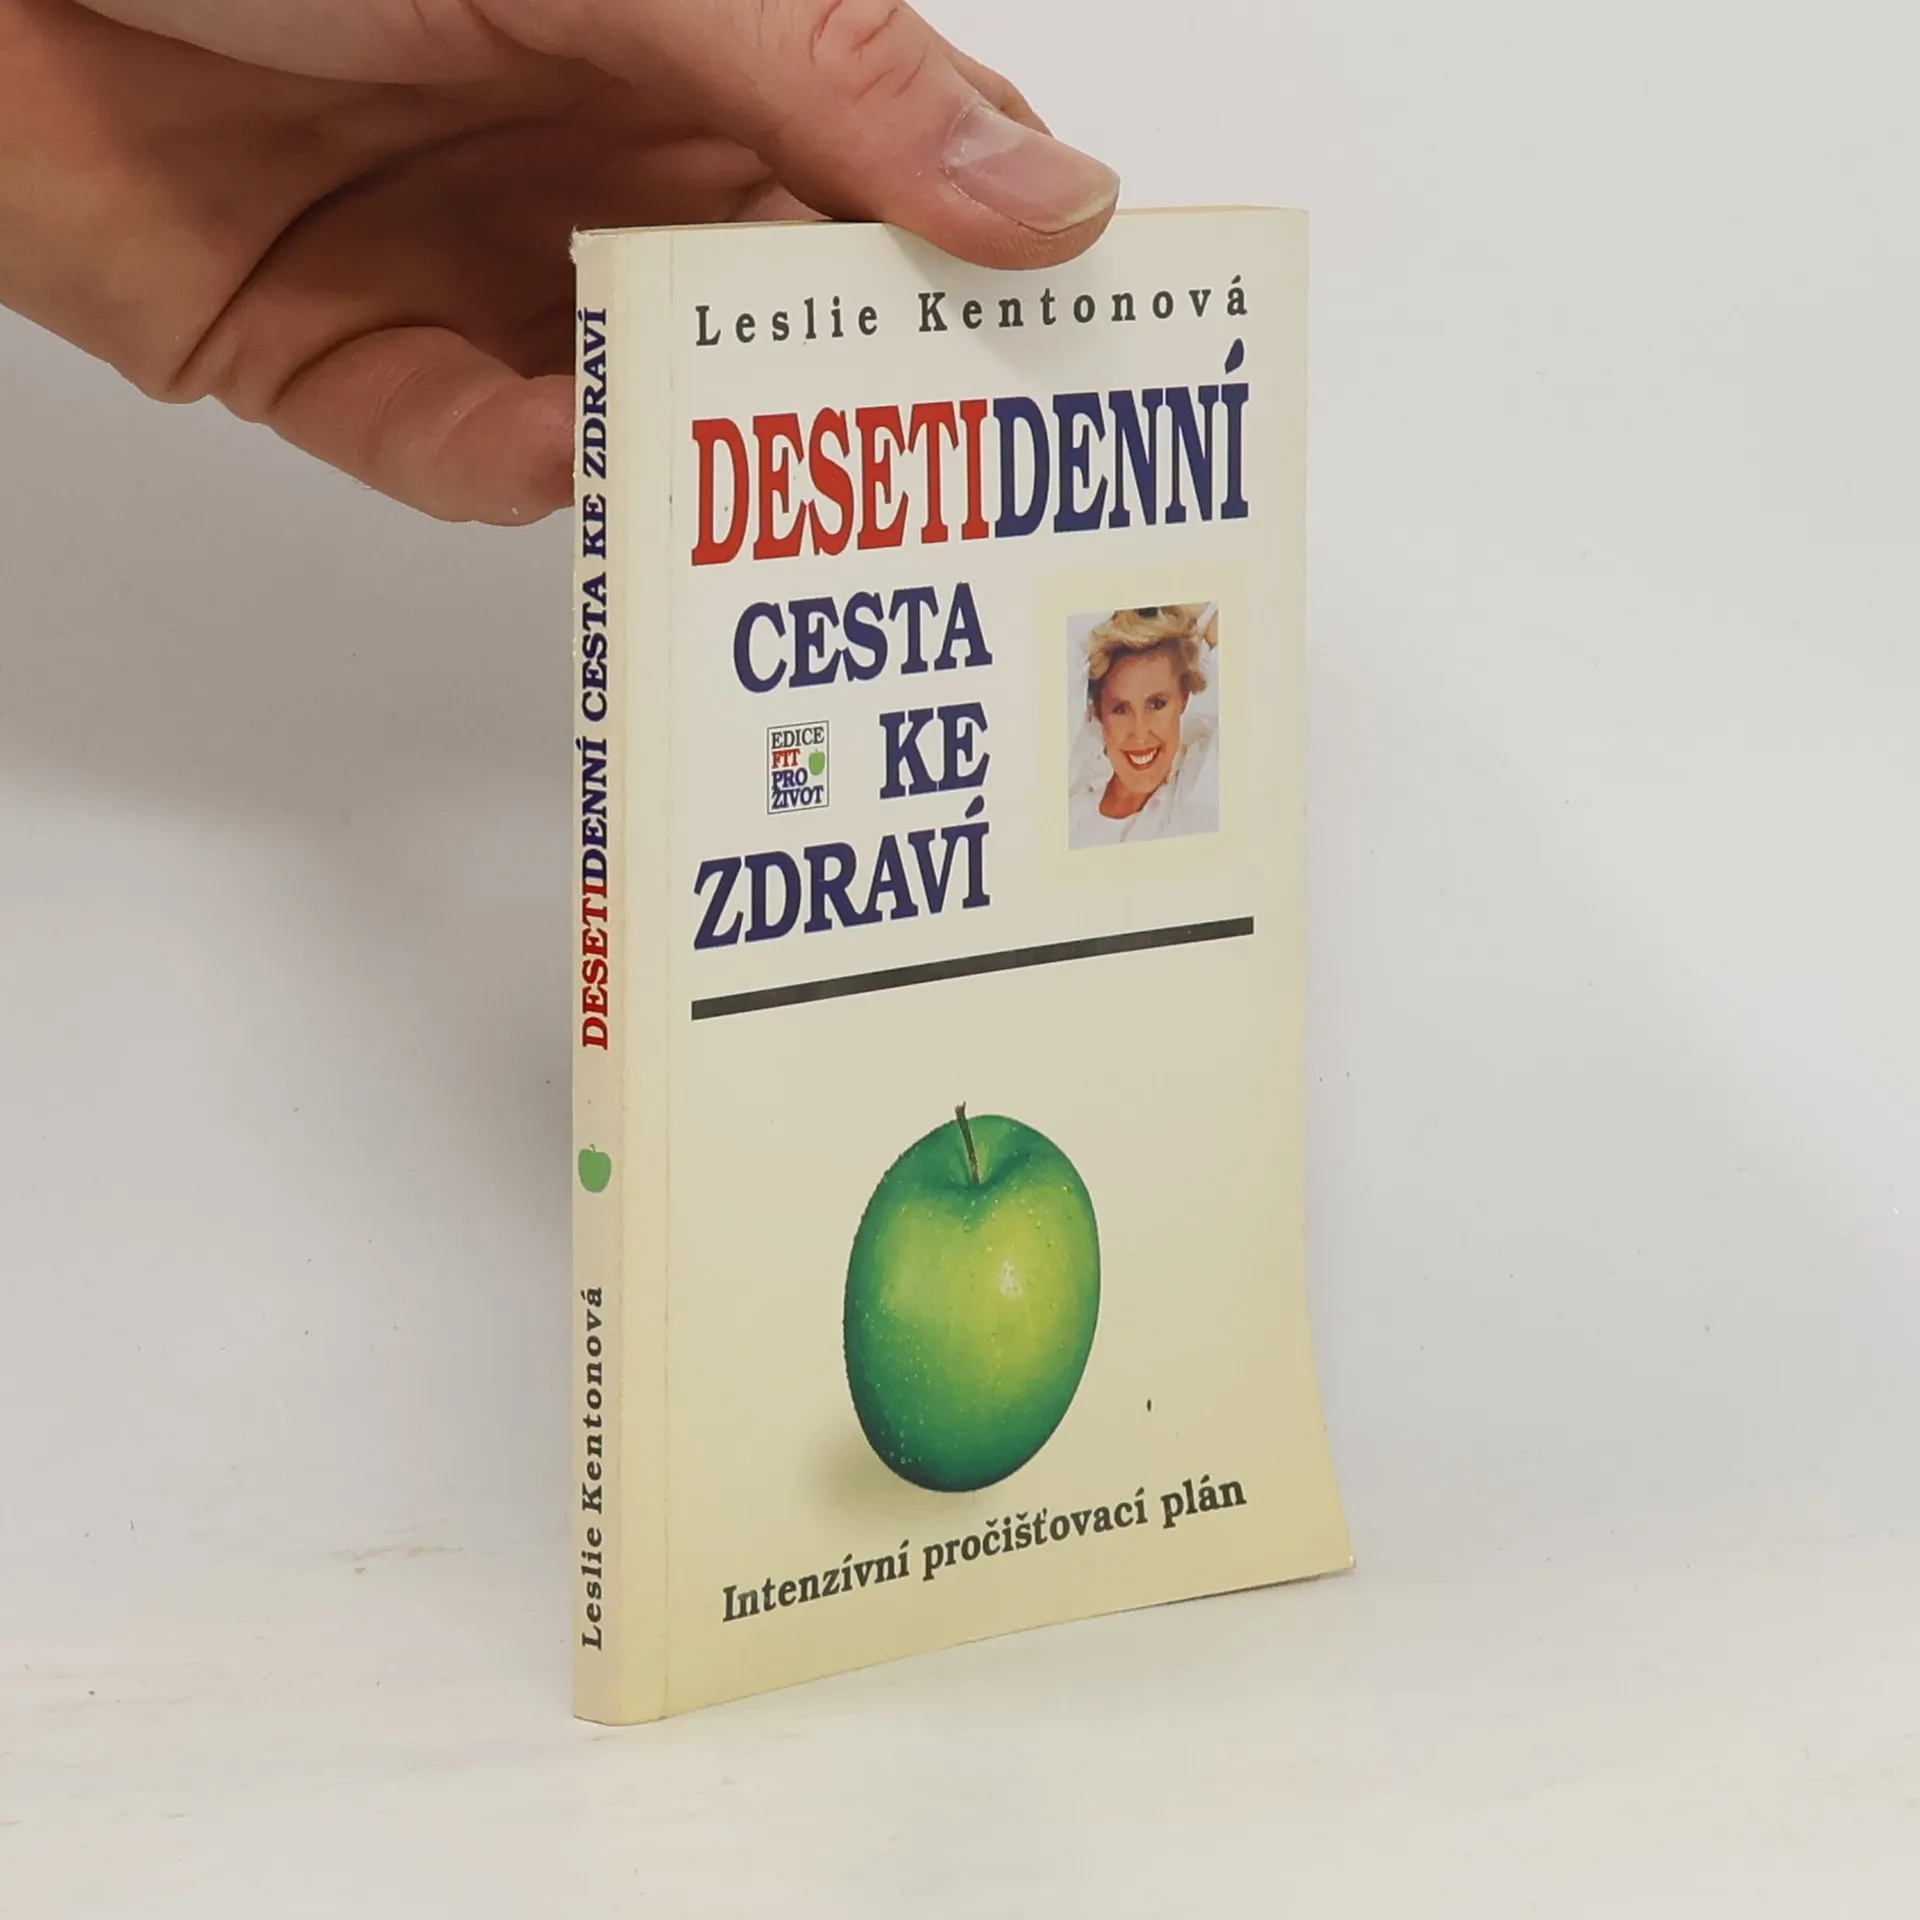 Leslie Kentonová
DESETIDENNÍ
CESTA
KE
ZDRAVÍ
EDICE
FIT
PRO
ŽIVOT
Intenzívní pročišťovací plán
Leslie Kentonová
DESETIDENNÍ CESTA KE ZDRAVÍ